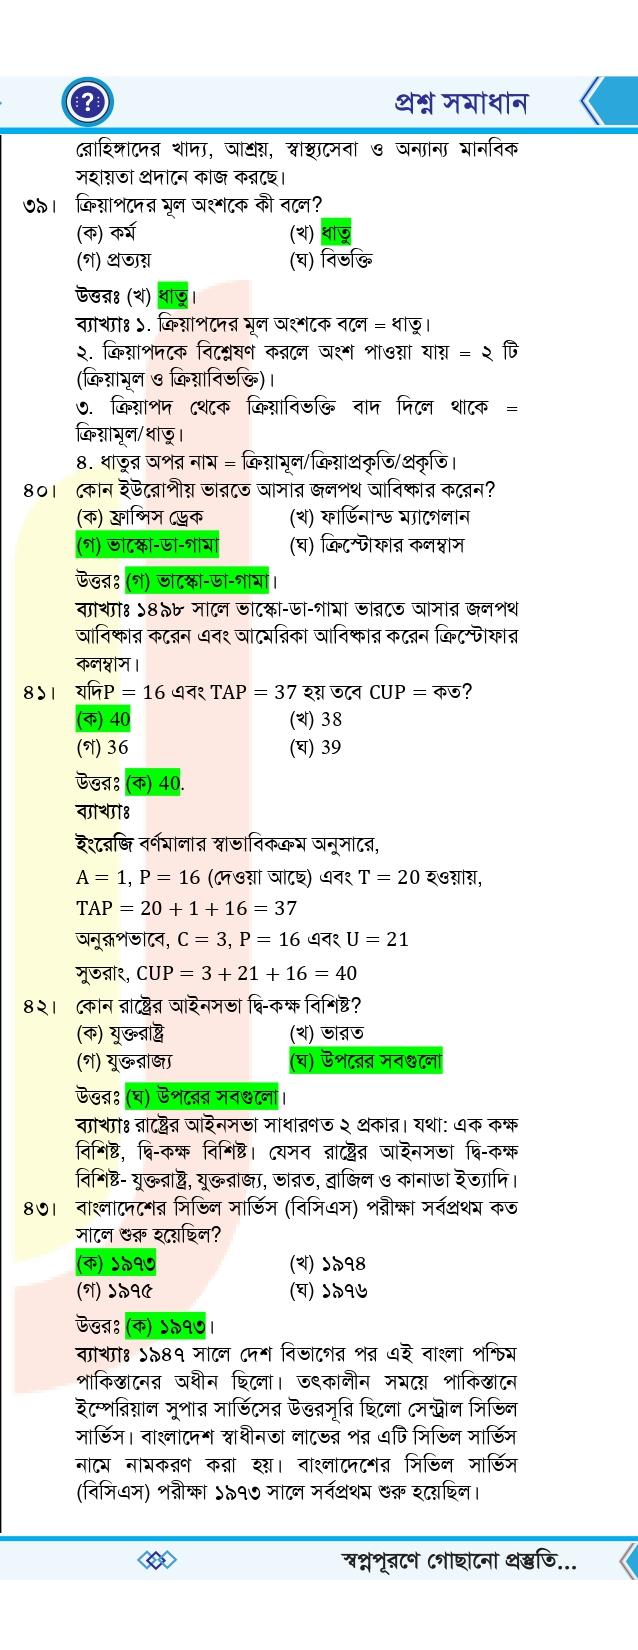 প্রশ্ন সমাধান
রোহিঙ্গাদের খাদ্য, আশ্রয়, স্বাস্থ্যসেবা ও অন্যান্য মানবিক
সহায়তা প্রদানে কাজ করছে।
৩৯। ক্রিয়াপদের মূল অংশকে কী বলে?
(ক) কর্ম (খ) ধাতু
(গ) প্রত্যয় (ঘ) বিভক্তি
উত্তরঃ (খ) ধাতু।
ব্যাখ্যাঃ ১. ক্রিয়াপদের মূল অংশকে বলে = ধাতু।
২. ক্রিয়াপদকে বিশ্লেষণ করলে অংশ পাওয়া যায় = ২ টি
(ক্রিয়ামূল ও ক্রিয়াবিভক্তি)।
৩. ক্রিয়াপদ থেকে ক্রিয়াবিভক্তি বাদ দিলে থাকে =
ক্রিয়ামূল/ধাতু।
৪. ধাতুর অপর নাম = ক্রিয়ামূল/ক্রিয়াপ্রকৃতি/প্রকৃতি।
৪০। কোন ইউরোপীয় ভারতে আসার জলপথ আবিষ্কার করেন?
(ক) ফ্রান্সিস ড্রেক (খ) ফার্ডিনান্ড ম্যাগেলান
(গ) ভাস্কো-ডা-গামা (ঘ) ক্রিস্টোফার কলম্বাস
উত্তরঃ (গ) ভাস্কো-ডা-গামা।
ব্যাখ্যাঃ ১৪৯৮ সালে ভাস্কো-ডা-গামা ভারতে আসার জলপথ
আবিষ্কার করেন এবং আমেরিকা আবিষ্কার করেন ক্রিস্টোফার
কলম্বাস।
৪১। যদিP = 16 এবং TAP = 37 হয় তবে CUP = কত?
(ক) 40 (খ) 38
(গ) 36 (ঘ) 39
উত্তরঃ (ক) 40.
ব্যাখ্যাঃ
ইংরেজি বর্ণমালার স্বাভাবিকক্রম অনুসারে,
A = 1, P = 16 (দেওয়া আছে) এবং T = 20 হওয়ায়,
TAP = 20 + 1 + 16 = 37
অনুরূপভাবে, C = 3, P = 16 এবং U = 21
সুতরাং, CUP = 3 + 21 + 16 = 40
৪২। কোন রাষ্ট্রের আইনসভা দ্বি-কক্ষ বিশিষ্ট?
(ক) যুক্তরাষ্ট্র (খ) ভারত
(গ) যুক্তরাজ্য (ঘ) উপরের সবগুলো
উত্তরঃ (ঘ) উপরের সবগুলো।
ব্যাখ্যাঃ রাষ্ট্রের আইনসভা সাধারণত ২ প্রকার। যথা: এক কক্ষ
বিশিষ্ট, দ্বি-কক্ষ বিশিষ্ট। যেসব রাষ্ট্রের আইনসভা দ্বি-কক্ষ
বিশিষ্ট- যুক্তরাষ্ট্র, যুক্তরাজ্য, ভারত, ব্রাজিল ও কানাডা ইত্যাদি।
৪৩। বাংলাদেশের সিভিল সার্ভিস (বিসিএস) পরীক্ষা সর্বপ্রথম কত
সালে শুরু হয়েছিল?
(ক) ১৯৭৩ (খ) ১৯৭৪
(গ) ১৯৭৫ (ঘ) ১৯৭৬
উত্তরঃ (ক) ১৯৭৩।
ব্যাখ্যাঃ ১৯৪৭ সালে দেশ বিভাগের পর এই বাংলা পশ্চিম
পাকিস্তানের অধীন ছিলো। তৎকালীন সময়ে পাকিস্তানে
ইম্পেরিয়াল সুপার সার্ভিসের উত্তরসূরি ছিলো সেন্ট্রাল সিভিল
সার্ভিস। বাংলাদেশ স্বাধীনতা লাভের পর এটি সিভিল সার্ভিস
নামে নামকরণ করা হয়। বাংলাদেশের সিভিল সার্ভিস
(বিসিএস) পরীক্ষা ১৯৭৩ সালে সর্বপ্রথম শুরু হয়েছিল।
স্বপ্নপূরণে গোছানো প্রস্তুতি...